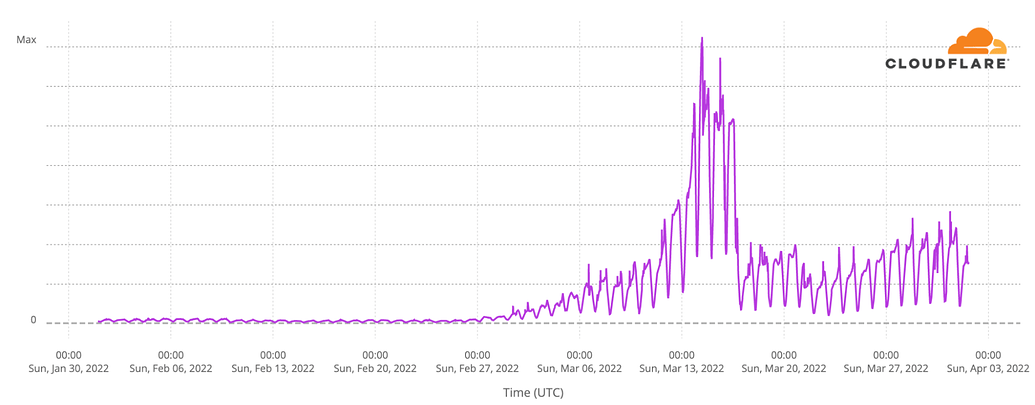 Max
CLOUDFLARE
0
00:00 00:00 00:00 00:00 00:00 00:00 00:00 00:00 00:00 00:00
Sun, Jan 30, 2022 Sun, Feb 06, 2022 Sun, Feb 13, 2022 Sun, Feb 20, 2022 Sun, Feb 27, 2022 Sun, Mar 06, 2022 Sun, Mar 13, 2022 Sun, Mar 20, 2022 Sun, Mar 27, 2022 Sun, Apr 03, 2022
Time (UTC)